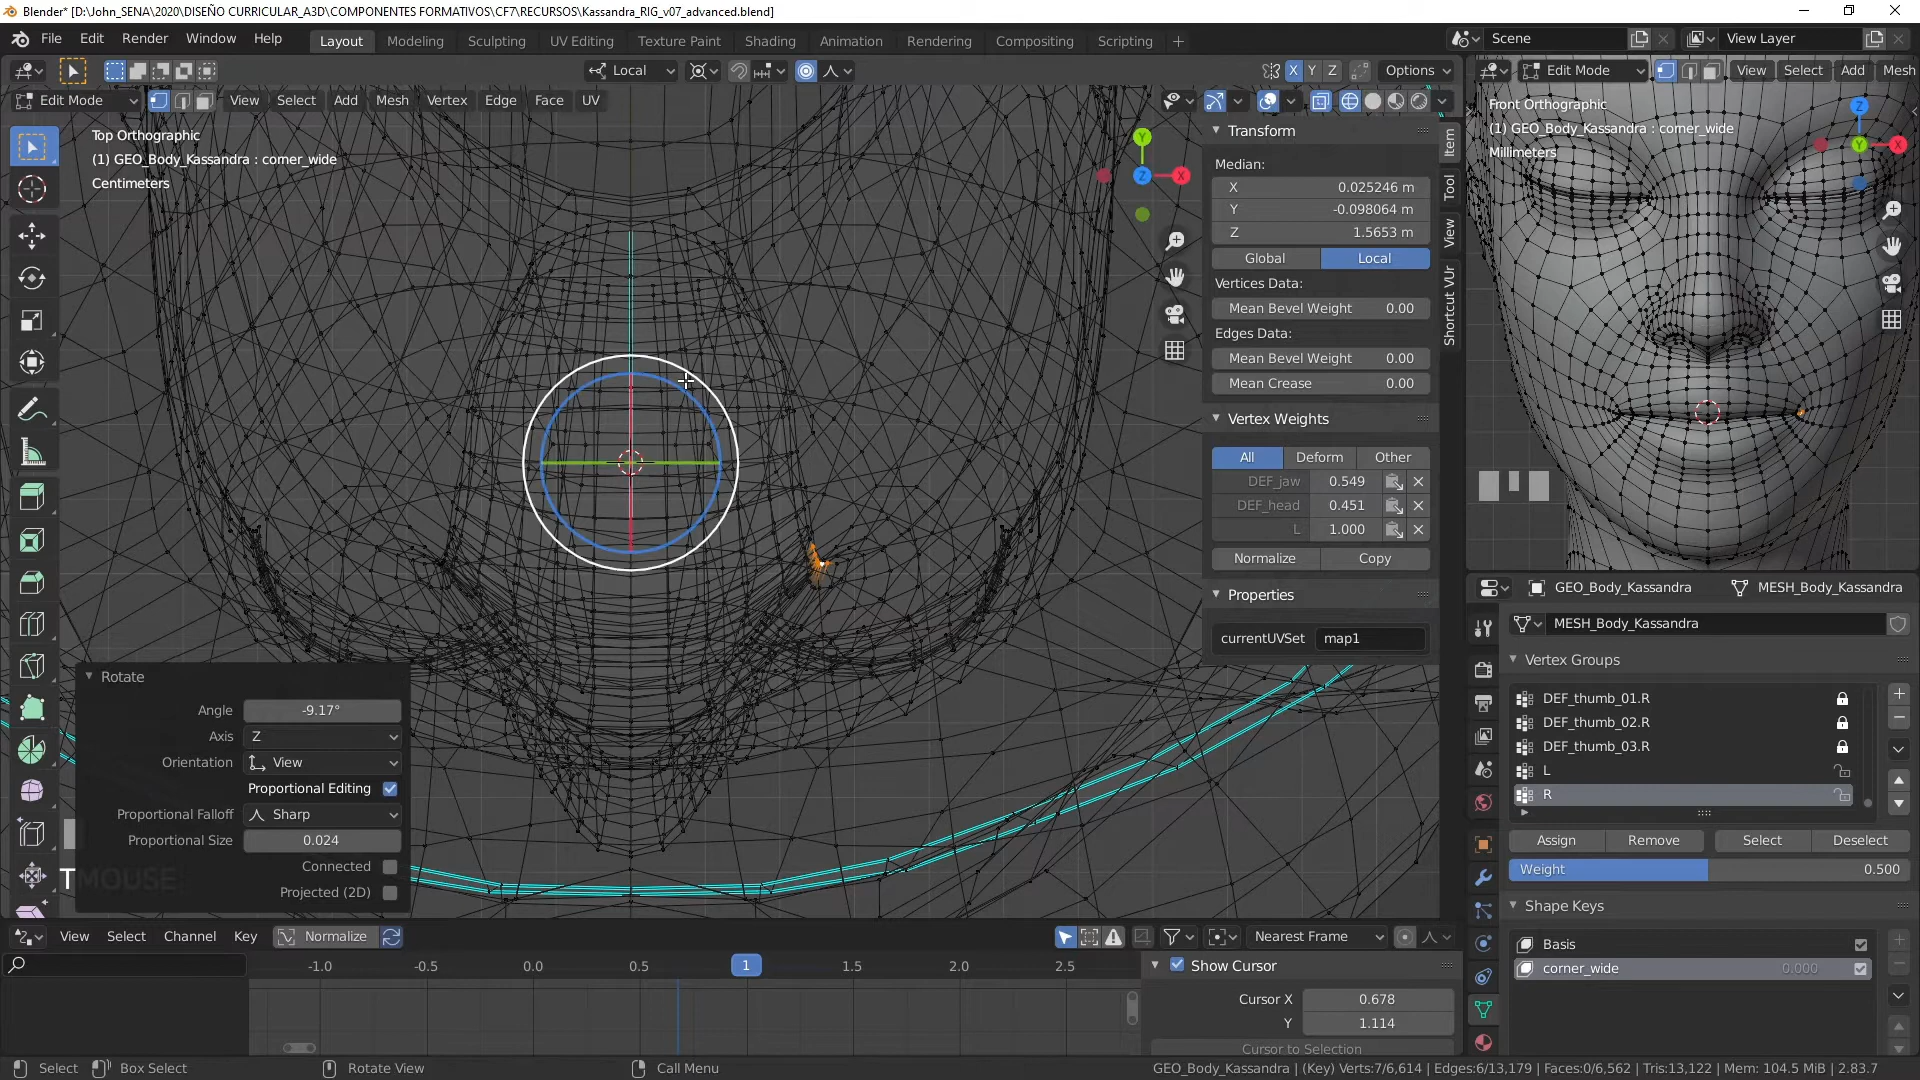 Blender* [D:\John_SENA\2020\DISEÑO CURRICULAR_A3D\COMPONENTES FORMATIVOS\CF7\RECURSOS\Kassandra_RIG_v07_advanced.blend]
File Edit Render Window Help Layout Modeling Sculpting UV Editing Texture Paint Shading Animation Rendering Compositing Scripting + Scene View Layer
Local X Y Z Options Edit Mode View Select Add Mesh
Edit Mode View Select Add Mesh Vertex Edge Face UV
Top Orthographic
(1) GEO_Body_Kassandra : corner_wide
Centimeters
Y
X
Z
Transform
Median:
X 0.025246 m
Y -0.098064 m
Z 1.5653 m
Global Local
Vertices Data:
Mean Bevel Weight 0.00
Edges Data:
Mean Bevel Weight 0.00
Mean Crease 0.00
Vertex Weights
All Deform Other
DEF_jaw 0.549
DEF_head 0.451
L 1.000
Normalize Copy
Properties
currentUVSet map1
Item
Tool
View
Shortcut VUr
Front Orthographic
(1) GEO_Body_Kassandra : corner_wide
Millimeters
Z
Y
X
GEO_Body_Kassandra MESH_Body_Kassandra
MESH_Body_Kassandra
Vertex Groups
DEF_thumb_01.R
DEF_thumb_02.R
DEF_thumb_03.R
L
R
Assign Remove Select Deselect
Weight 0.500
Shape Keys
Basis
corner_wide 0.000
Rotate
Angle -9.17°
Axis Z
Orientation View
Proportional Editing
Proportional Falloff Sharp
Proportional Size 0.024
Connected
Projected (2D)
TMOUSE
View Select Channel Key Normalize Nearest Frame
-1.0 -0.5 0.0 0.5 1 1.5 2.0 2.5
Show Cursor
Cursor X 0.678
Y 1.114
Cursor to Selection
Select Box Select Rotate View Call Menu GEO_Body_Kassandra | (Key) Verts:7/6,614 | Edges:6/13,179 | Faces:0/6,562 | Tris:13,122 | Mem: 104.5 MiB | 2.83.7